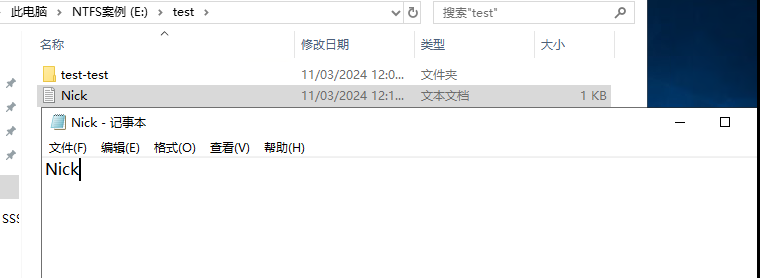 此电脑 > NTFS案例 (E:) > test >
搜索"test"
名称 修改日期 类型 大小
test-test 11/03/2024 12:0... 文件夹
Nick 11/03/2024 12:1... 文本文档 1 KB
Nick - 记事本
文件(F) 编辑(E) 格式(O) 查看(V) 帮助(H)
Nick
SSS